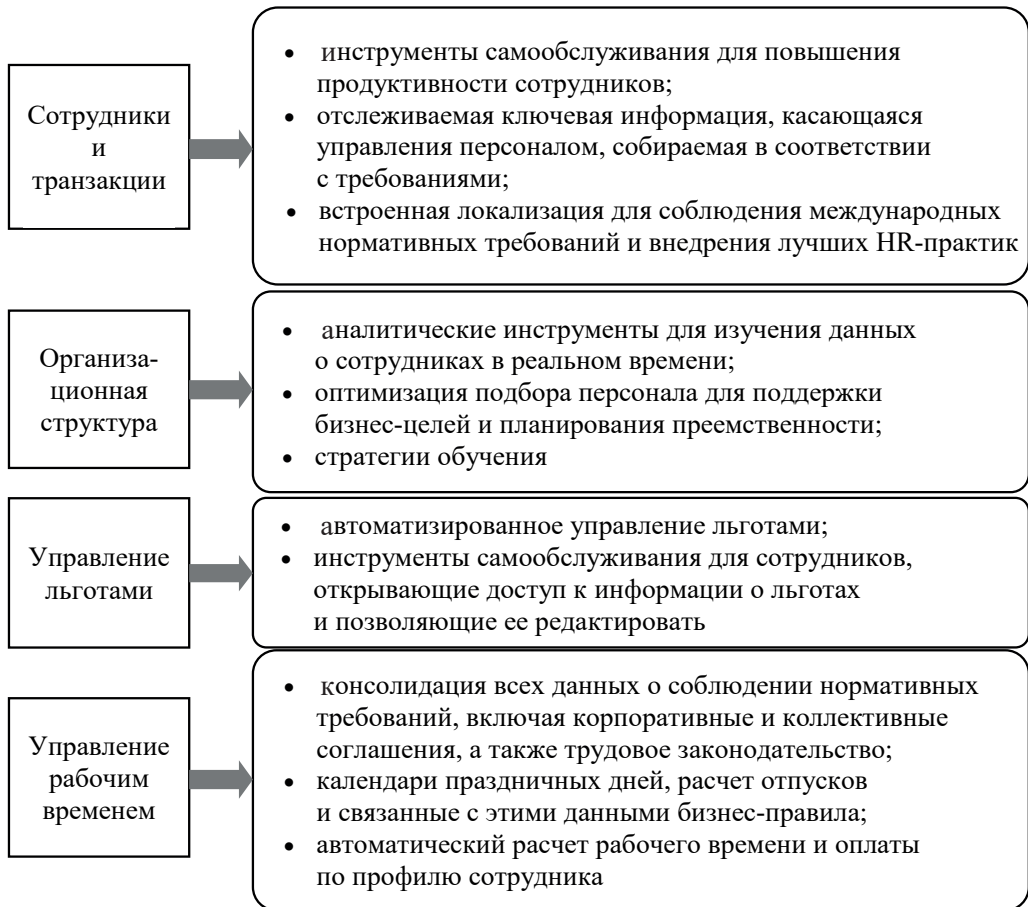 Сотрудники
и
транзакции
• инструменты самообслуживания для повышения
продуктивности сотрудников;
• отслеживаемая ключевая информация, касающаяся
управления персоналом, собираемая в соответствии
с требованиями;
• встроенная локализация для соблюдения международных
нормативных требований и внедрения лучших HR-практик
Организа-
ционная
структура
• аналитические инструменты для изучения данных
о сотрудниках в реальном времени;
• оптимизация подбора персонала для поддержки
бизнес-целей и планирования преемственности;
• стратегии обучения
Управление
льготами
• автоматизированное управление льготами;
• инструменты самообслуживания для сотрудников,
открывающие доступ к информации о льготах
и позволяющие ее редактировать
Управление
рабочим
временем
• консолидация всех данных о соблюдении нормативных
требований, включая корпоративные и коллективные
соглашения, а также трудовое законодательство;
• календари праздничных дней, расчет отпусков
и связанные с этими данными бизнес-правила;
• автоматический расчет рабочего времени и оплаты
по профилю сотрудника